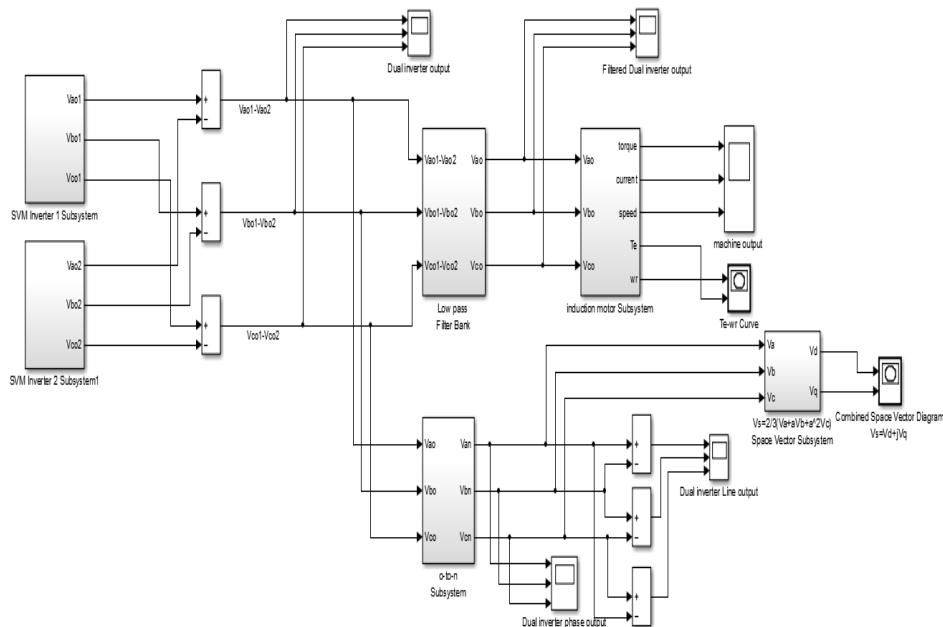 Dual inverter output
Filtered Dual inverter output
Vao1
Vbo1
Vco1
SVM Inverter 1 Subsystem
+
−
Vao1-Vao2
+
−
Vbo1-Vbo2
+
−
Vco1-Vco2
Vao2
Vbo2
Vco2
SVM Inverter 2 Subsystem1
Vao1-Vao2
Vbo1-Vbo2
Vco1-Vco2
Vao
Vbo
Vco
Low pass
Filter Bank
Vao
Vbo
Vco
torque
current
speed
Te
wr
induction motor Subsystem
machine output
Te-wr Curve
Va
Vb
Vc
Vd
Vq
Vs=2/3(Va+aVb+a^2Vc)
Space Vector Subsystem
Combined Space Vector Diagram
Vs=Vd+jVq
Vao
Vbo
Vco
Van
Vbn
Vcn
o-to-n
Subsystem
+
−
+
−
+
−
Dual inverter Line output
Dual inverter phase output